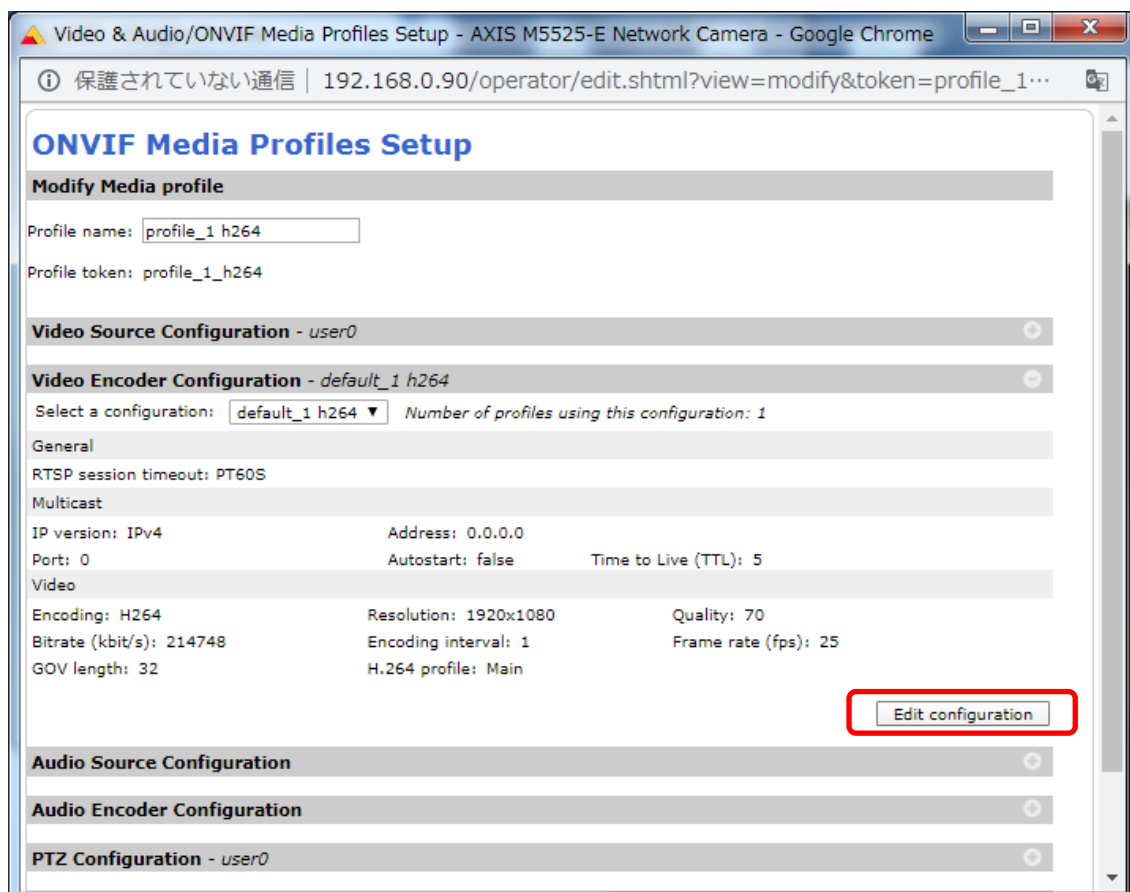 Video & Audio/ONVIF Media Profiles Setup - AXIS M5525-E Network Camera - Google Chrome
保護されていない通信 | 192.168.0.90/operator/edit.shtml?view=modify&token=profile_1…
ONVIF Media Profiles Setup
Modify Media profile
Profile name: profile_1 h264
Profile token: profile_1_h264
Video Source Configuration - user0
Video Encoder Configuration - default_1 h264
Select a configuration: default_1 h264 ▼ Number of profiles using this configuration: 1
General
RTSP session timeout: PT60S
Multicast
IP version: IPv4 Address: 0.0.0.0
Port: 0 Autostart: false Time to Live (TTL): 5
Video
Encoding: H264 Resolution: 1920x1080 Quality: 70
Bitrate (kbit/s): 214748 Encoding interval: 1 Frame rate (fps): 25
GOV length: 32 H.264 profile: Main
Edit configuration
Audio Source Configuration
Audio Encoder Configuration
PTZ Configuration - user0